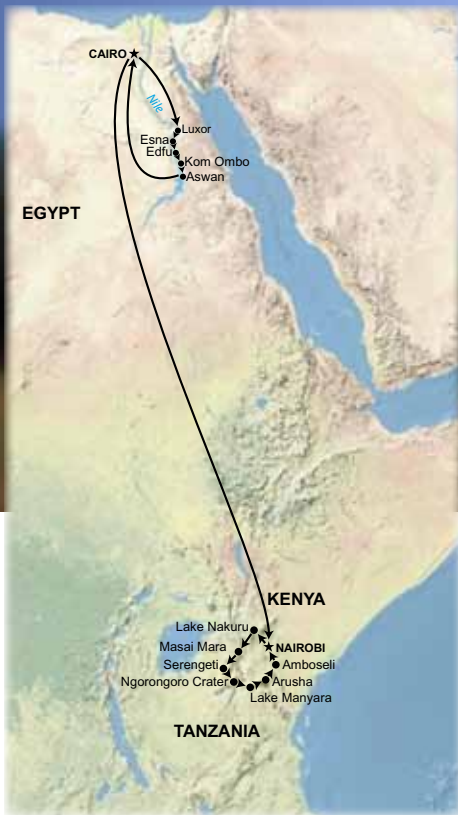 CAIRO
Nile
Luxor
Esna
Edfu
Kom Ombo
Aswan
EGYPT
KENYA
Lake Nakuru
NAIROBI
Masai Mara
Serengeti
Amboseli
Ngorongoro Crater
Arusha
Lake Manyara
TANZANIA